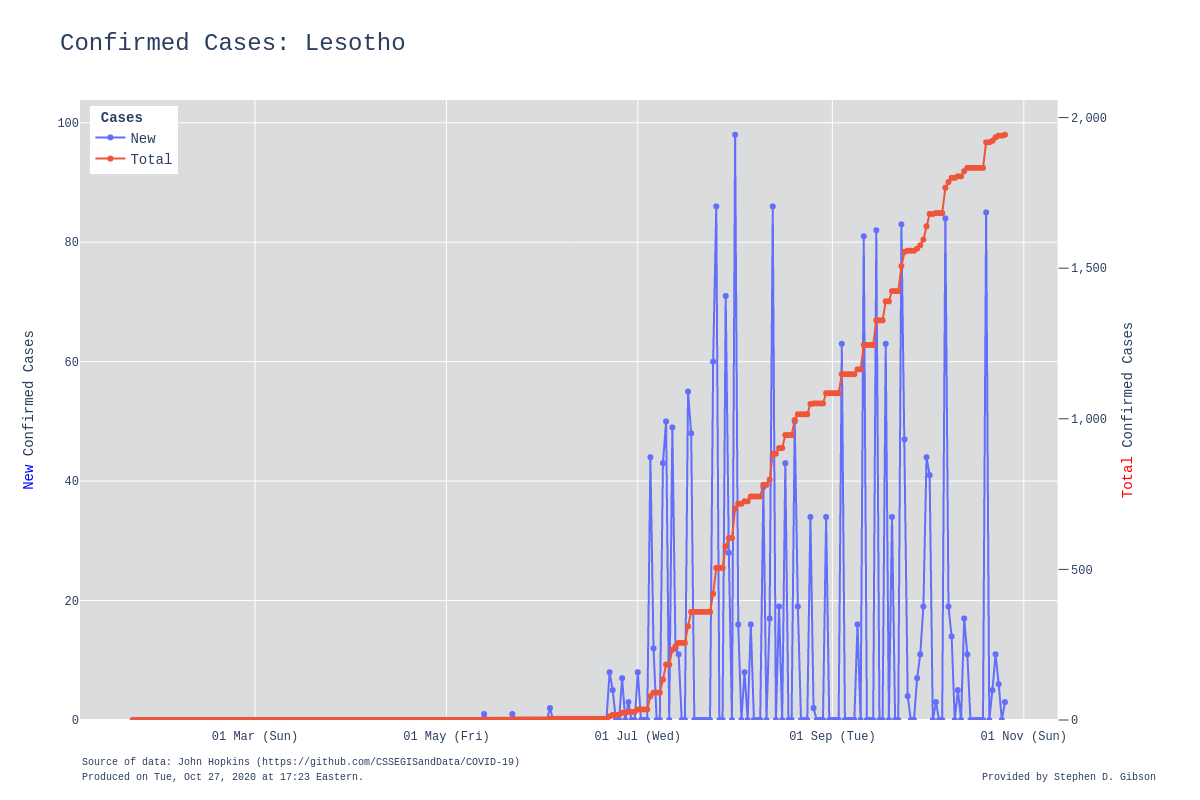 Confirmed Cases: Lesotho
Cases
New
Total
100
80
60
40
20
0
2,000
1,500
1,000
500
0
New Confirmed Cases
Total Confirmed Cases
01 Mar (Sun)
01 May (Fri)
01 Jul (Wed)
01 Sep (Tue)
01 Nov (Sun)
Source of data: John Hopkins (https://github.com/CSSEGISandData/COVID-19)
Produced on Tue, Oct 27, 2020 at 17:23 Eastern.
Provided by Stephen D. Gibson